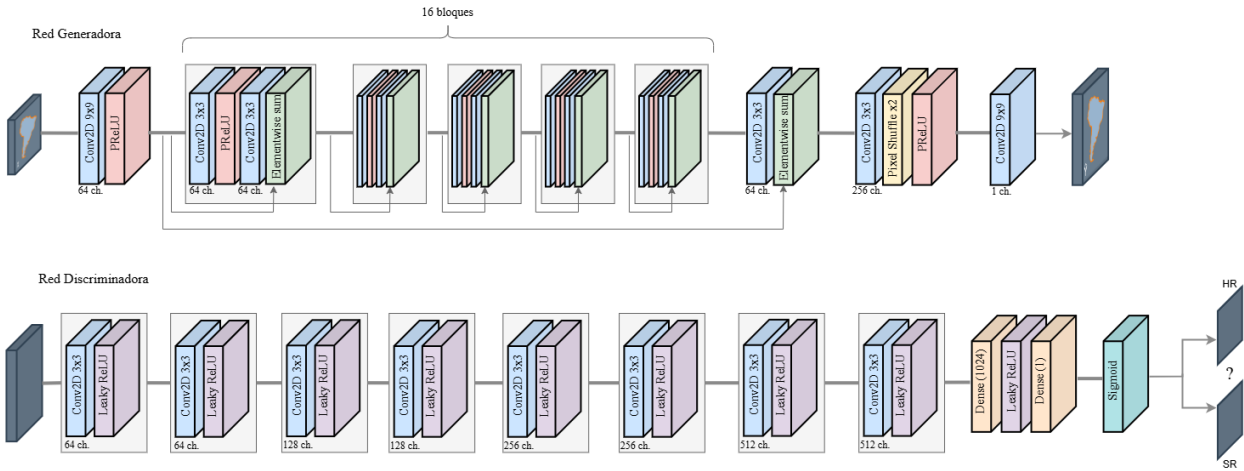 16 bloques
Red Generadora
Conv2D 9x9
PReLU
64 ch.
Conv2D 3x3
PReLU
Conv2D 3x3
Elementwise sum
64 ch.
64 ch.
Conv2D 3x3
Elementwise sum
64 ch.
Conv2D 3x3
Pixel Shuffle x2
PReLU
256 ch.
Conv2D 9x9
1 ch.
Red Discriminadora
Conv2D 3x3
Leaky ReLU
64 ch.
Conv2D 3x3
Leaky ReLU
64 ch.
Conv2D 3x3
Leaky ReLU
128 ch.
Conv2D 3x3
Leaky ReLU
128 ch.
Conv2D 3x3
Leaky ReLU
256 ch.
Conv2D 3x3
Leaky ReLU
256 ch.
Conv2D 3x3
Leaky ReLU
512 ch.
Conv2D 3x3
Leaky ReLU
512 ch.
Dense (1024)
Leaky ReLU
Dense (1)
Sigmoid
HR
?
SR